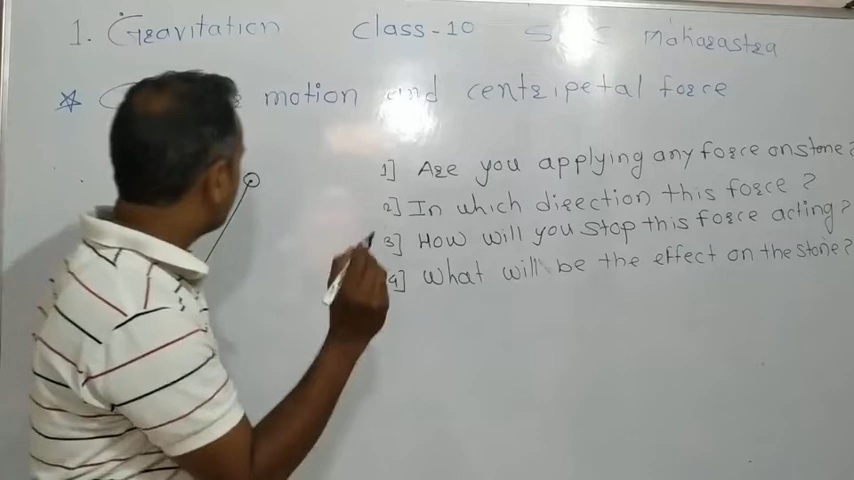 1. Gravitation Class-10 Maharastra
motion and centripetal force
1] Are you applying any force on stone?
2] In which direction this force ?
3] How will you stop this force acting?
4] What will be the effect on the stone?